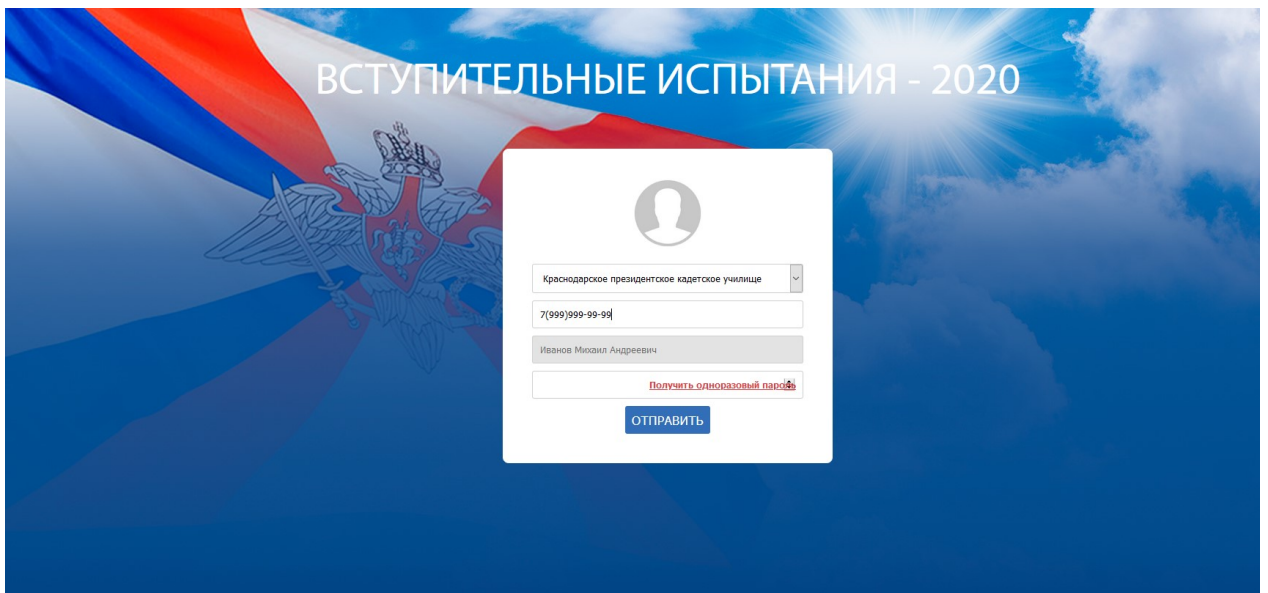 ВСТУПИТЕЛЬНЫЕ ИСПЫТАНИЯ - 2020
Краснодарское президентское кадетское училище
7(999)999-99-99
Иванов Михаил Андреевич
Получить одноразовый пароль
ОТПРАВИТЬ